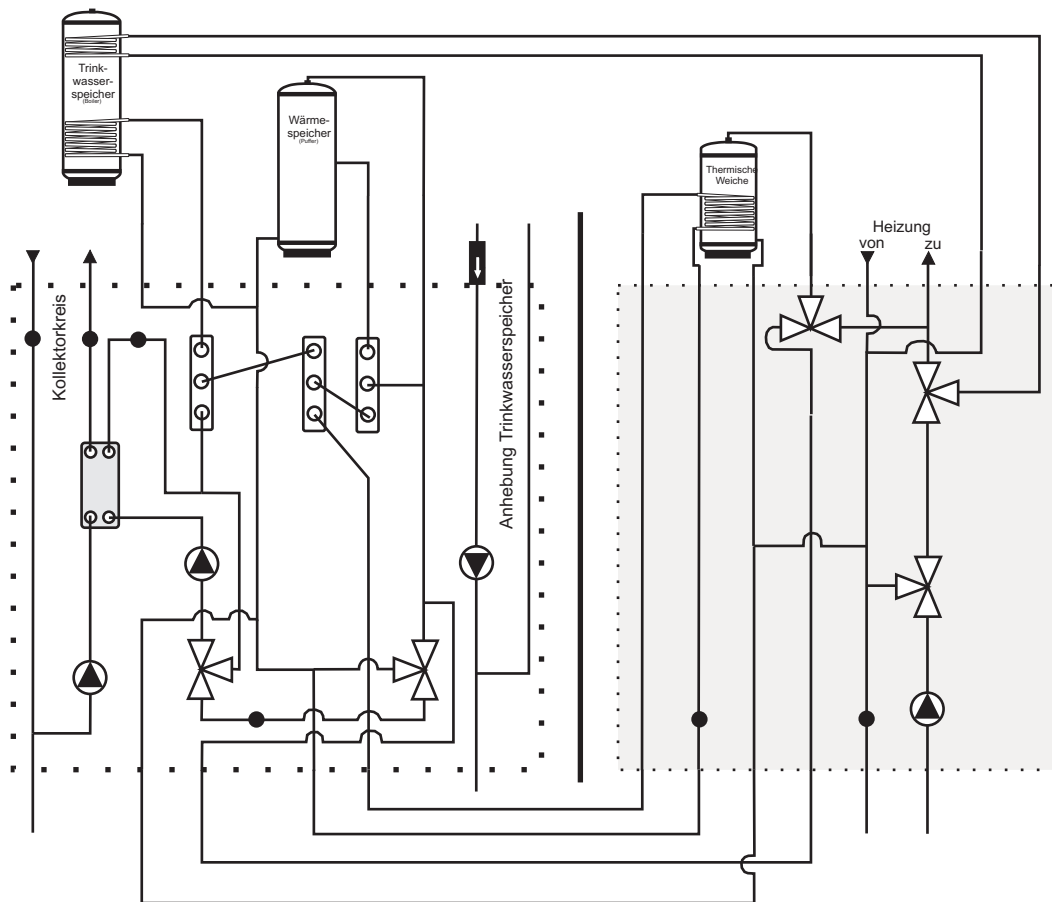 Trink-
wasser-
speicher
(Boiler)
Wärme-
speicher
(Puffer)
Thermische
Weiche
Heizung
von
zu
Kollektorkreis
Anhebung Trinkwasserspeicher